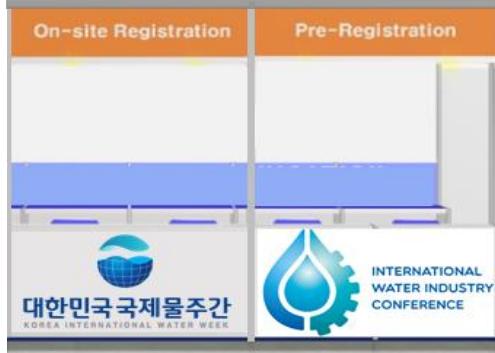 On-site Registration
Pre-Registration
대한민국국제물주간
KOREA INTERNATIONAL WATER WEEK
INTERNATIONAL
WATER INDUSTRY
CONFERENCE